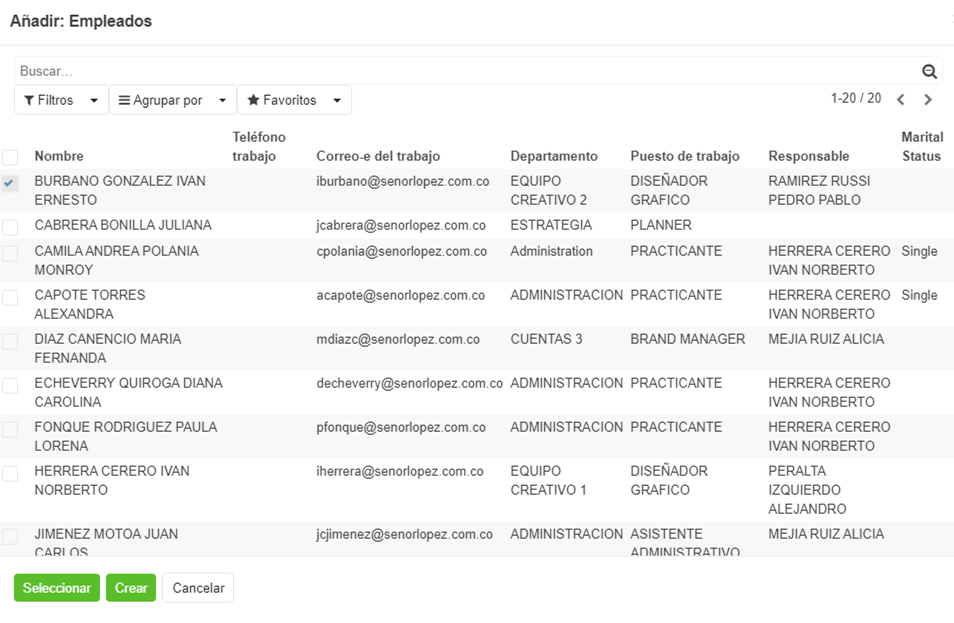 Añadir: Empleados
Buscar...
Filtros Agrupar por Favoritos 1-20 / 20
Teléfono Marital
Nombre trabajo Correo-e del trabajo Departamento Puesto de trabajo Responsable Status
BURBANO GONZALEZ IVAN iburbano@senorlopez.com.co EQUIPO DISEÑADOR RAMIREZ RUSSI
ERNESTO CREATIVO 2 GRAFICO PEDRO PABLO
CABRERA BONILLA JULIANA jcabrera@senorlopez.com.co ESTRATEGIA PLANNER
CAMILA ANDREA POLANIA cpolania@senorlopez.com.co Administration PRACTICANTE HERRERA CERERO Single
MONROY IVAN NORBERTO
CAPOTE TORRES acapote@senorlopez.com.co ADMINISTRACION PRACTICANTE HERRERA CERERO Single
ALEXANDRA IVAN NORBERTO
DIAZ CANENCIO MARIA mdiazc@senorlopez.com.co CUENTAS 3 BRAND MANAGER MEJIA RUIZ ALICIA
FERNANDA
ECHEVERRY QUIROGA DIANA decheverry@senorlopez.com.co ADMINISTRACION PRACTICANTE HERRERA CERERO
CAROLINA IVAN NORBERTO
FONQUE RODRIGUEZ PAULA pfonque@senorlopez.com.co ADMINISTRACION PRACTICANTE HERRERA CERERO
LORENA IVAN NORBERTO
HERRERA CERERO IVAN iherrera@senorlopez.com.co EQUIPO DISEÑADOR PERALTA
NORBERTO CREATIVO 1 GRAFICO IZQUIERDO
ALEJANDRO
JIMENEZ MOTOA JUAN jcjimenez@senorlopez.com.co ADMINISTRACION ASISTENTE MEJIA RUIZ ALICIA
CARLOS ADMINISTRATIVO
Seleccionar Crear Cancelar